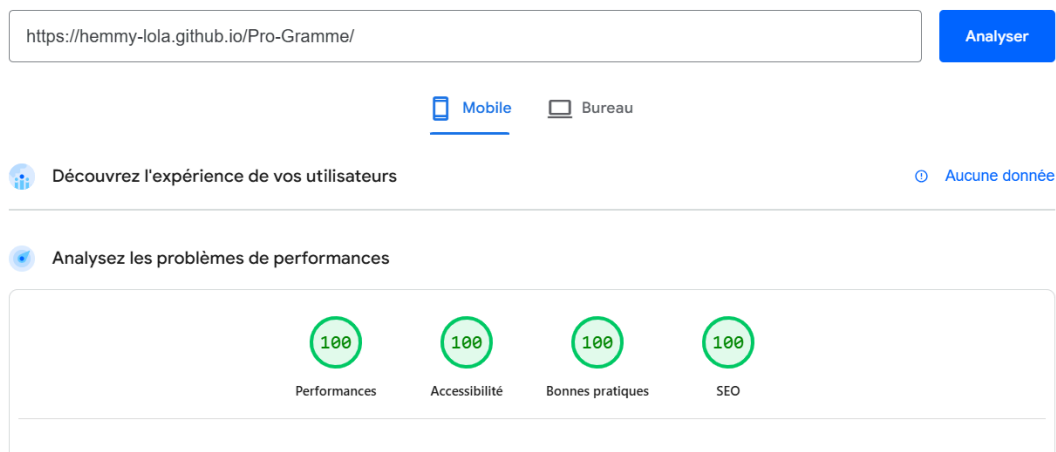 https://hemmy-lola.github.io/Pro-Gramme/
Analyser
Mobile
Bureau
Découvrez l'expérience de vos utilisateurs
Aucune donnée
Analysez les problèmes de performances
100
100
100
100
Performances
Accessibilité
Bonnes pratiques
SEO